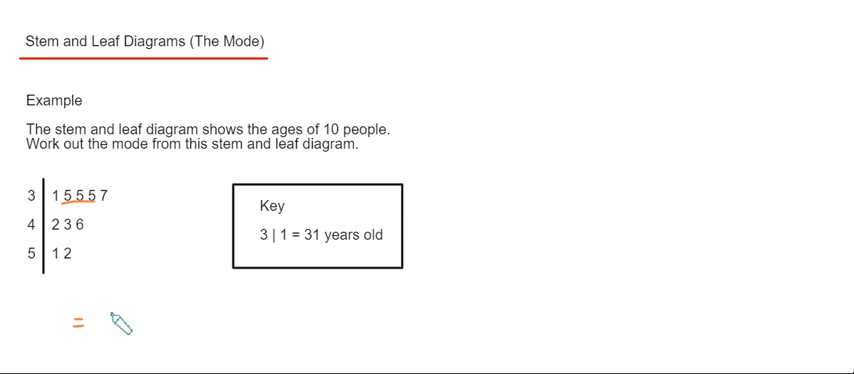 Stem and Leaf Diagrams (The Mode)
Example
The stem and leaf diagram shows the ages of 10 people.
Work out the mode from this stem and leaf diagram.
3 | 1 5 5 5 7
4 | 2 3 6
5 | 1 2
Key
3 | 1 = 31 years old
=